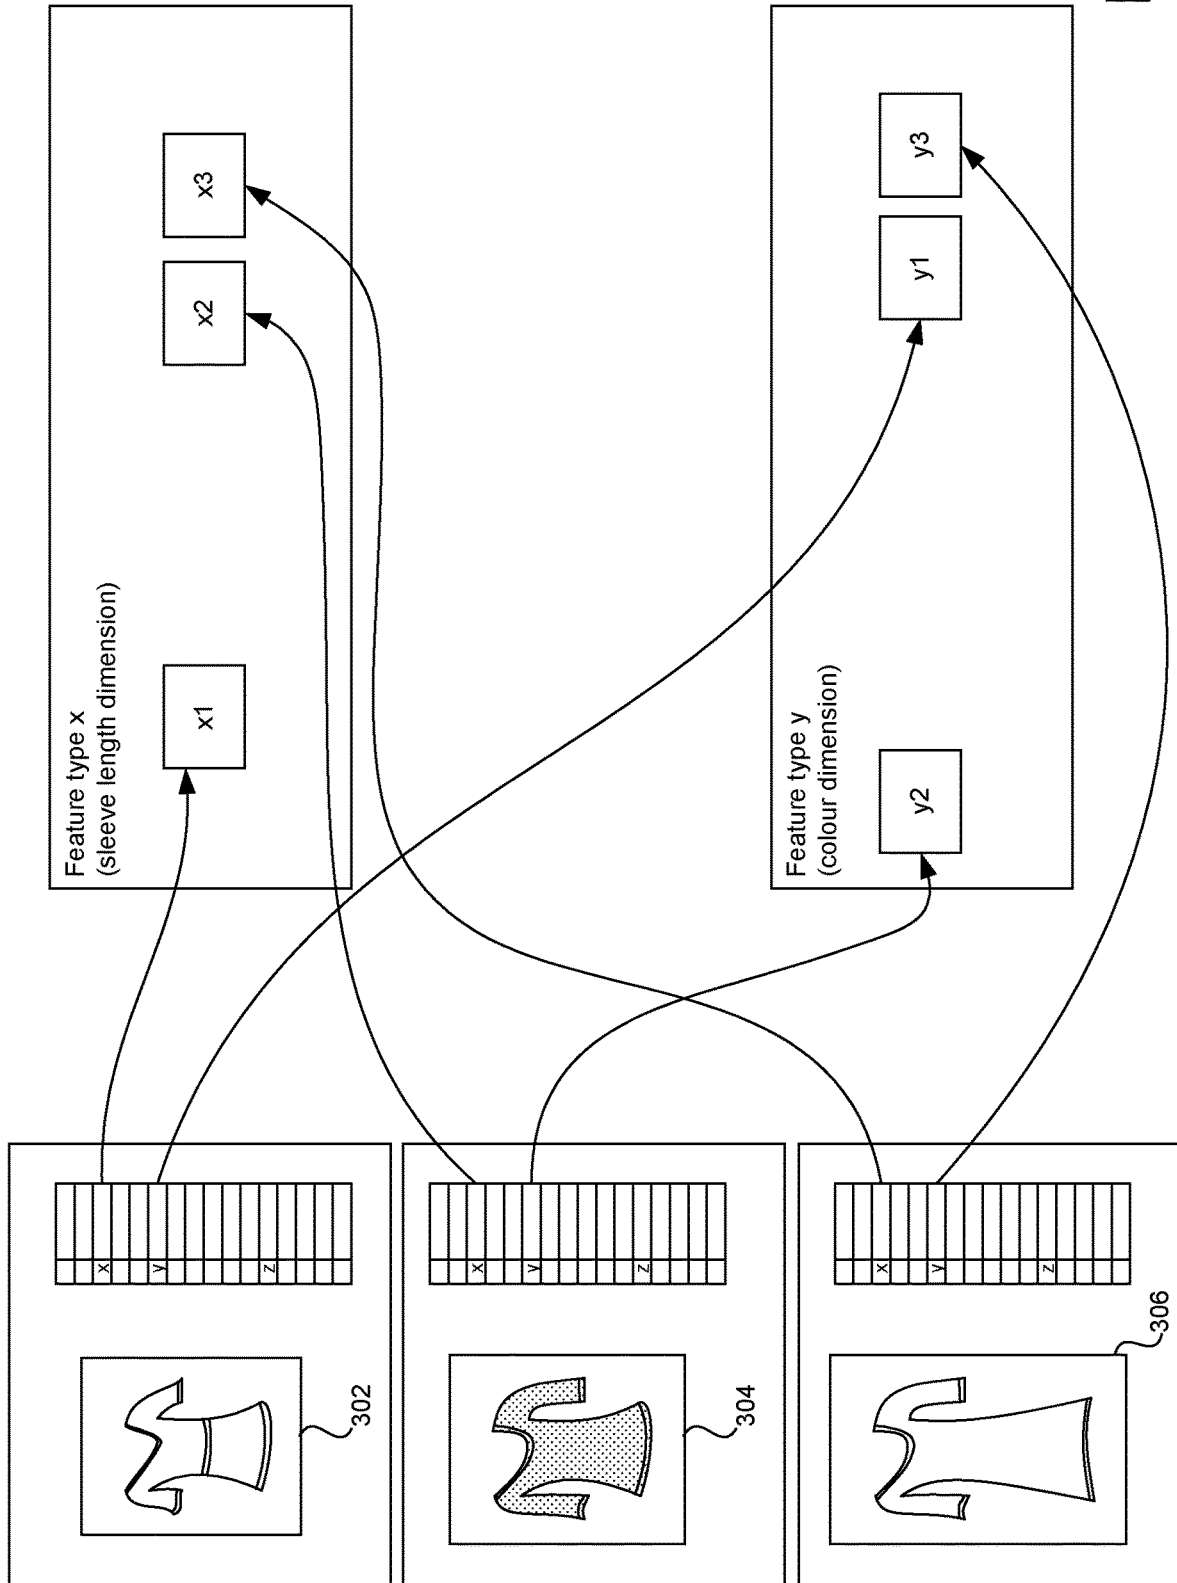 Feature type x
(sleeve length dimension)
x1
x2
x3
Feature type y
(colour dimension)
y2
y1
y3
x
y
z
302
x
y
z
304
x
y
z
306